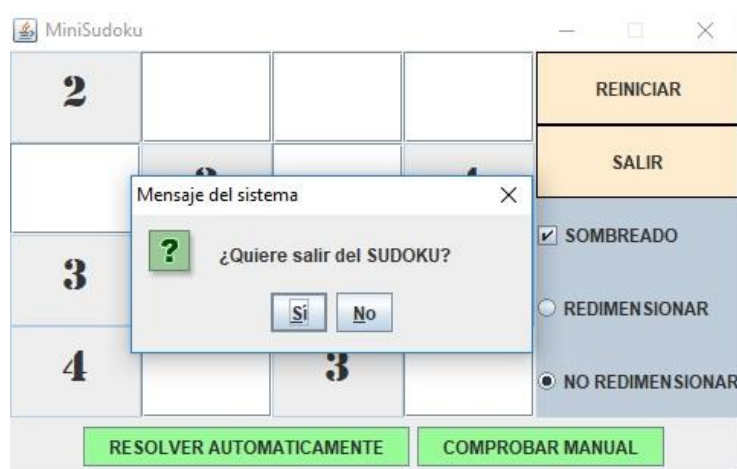 MiniSudoku
2
REINICIAR
SALIR
Mensaje del sistema
¿Quiere salir del SUDOKU?
Sí No
SOMBREADO
3
REDIMENSIONAR
4 3
NO REDIMENSIONAR
RESOLVER AUTOMATICAMENTE COMPROBAR MANUAL